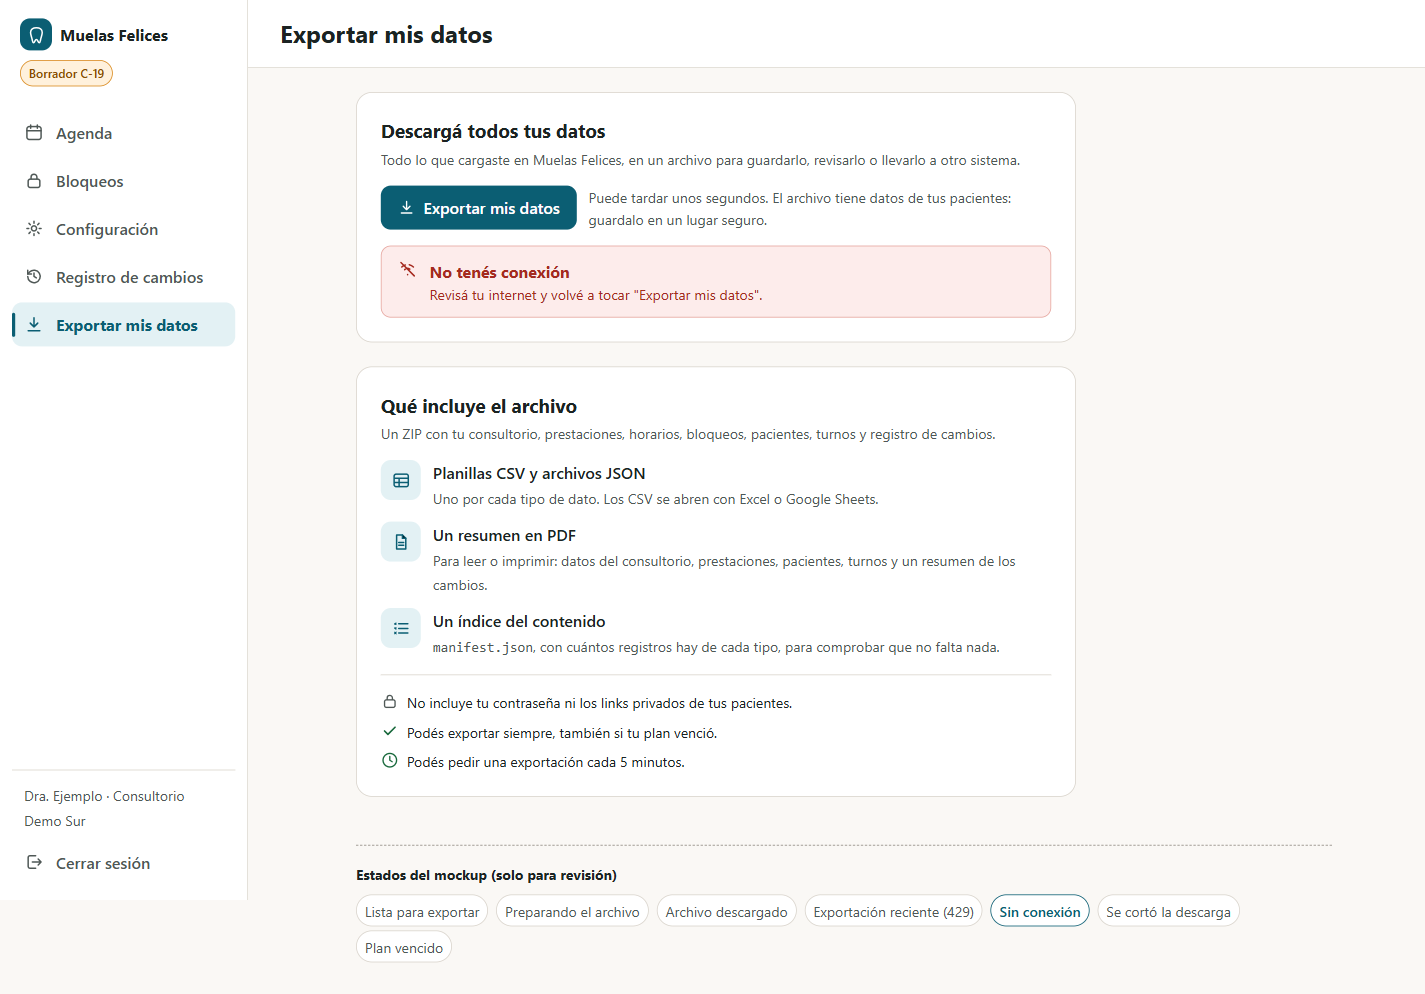 Muelas Felices
Borrador C-19
Agenda
Bloqueos
Configuración
Registro de cambios
Exportar mis datos
Dra. Ejemplo · Consultorio
Demo Sur
Cerrar sesión
Exportar mis datos
Descargá todos tus datos
Todo lo que cargaste en Muelas Felices, en un archivo para guardarlo, revisarlo o llevarlo a otro sistema.
Exportar mis datos
Puede tardar unos segundos. El archivo tiene datos de tus pacientes:
guardalo en un lugar seguro.
No tenés conexión
Revisá tu internet y volvé a tocar "Exportar mis datos".
Qué incluye el archivo
Un ZIP con tu consultorio, prestaciones, horarios, bloqueos, pacientes, turnos y registro de cambios.
Planillas CSV y archivos JSON
Uno por cada tipo de dato. Los CSV se abren con Excel o Google Sheets.
Un resumen en PDF
Para leer o imprimir: datos del consultorio, prestaciones, pacientes, turnos y un resumen de los
cambios.
Un índice del contenido
manifest.json, con cuántos registros hay de cada tipo, para comprobar que no falta nada.
No incluye tu contraseña ni los links privados de tus pacientes.
Podés exportar siempre, también si tu plan venció.
Podés pedir una exportación cada 5 minutos.
Estados del mockup (solo para revisión)
Lista para exportar
Preparando el archivo
Archivo descargado
Exportación reciente (429)
Sin conexión
Se cortó la descarga
Plan vencido